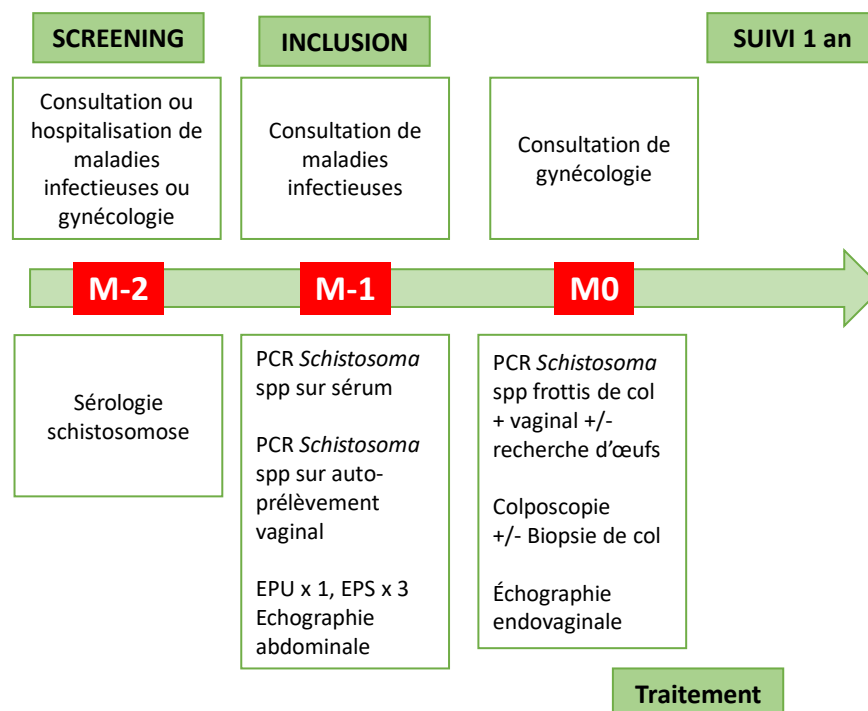 SCREENING
INCLUSION
SUIVI 1 an
Consultation ou
hospitalisation de
maladies
infectieuses ou
gynécologie
Consultation de
maladies
infectieuses
Consultation de
gynécologie
M-2
M-1
M0
Sérologie
schistosomose
PCR Schistosoma
spp sur sérum
PCR Schistosoma
spp sur auto-
prélèvement
vaginal
EPU x 1, EPS x 3
Echographie
abdominale
PCR Schistosoma
spp frottis de col
+ vaginal +/-
recherche d’œufs
Colposcopie
+/- Biopsie de col
Échographie
endovaginale
Traitement